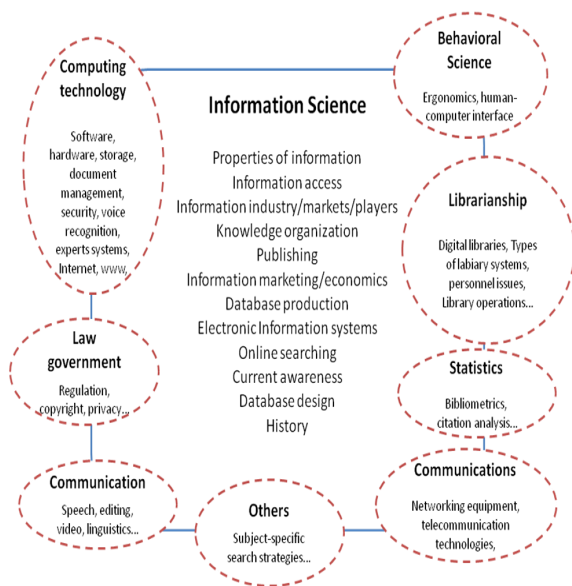 Computing
technology
Software,
hardware, storage,
document
management,
security, voice
recognition,
experts systems,
Internet, www,
Behavioral
Science
Ergonomics, human-
computer interface
Information Science
Properties of information
Information access
Information industry/markets/players
Knowledge organization
Publishing
Information marketing/economics
Database production
Electronic Information systems
Online searching
Current awareness
Database design
History
Librarianship
Digital libraries, Types
of labiary systems,
personnel issues,
Library operations...
Law
government
Regulation,
copyright, privacy...
Statistics
Bibliometrics,
citation analysis...
Communication
Speech, editing,
video, linguistics...
Others
Subject-specific
search strategies...
Communications
Networking equipment,
telecommunication
technologies,